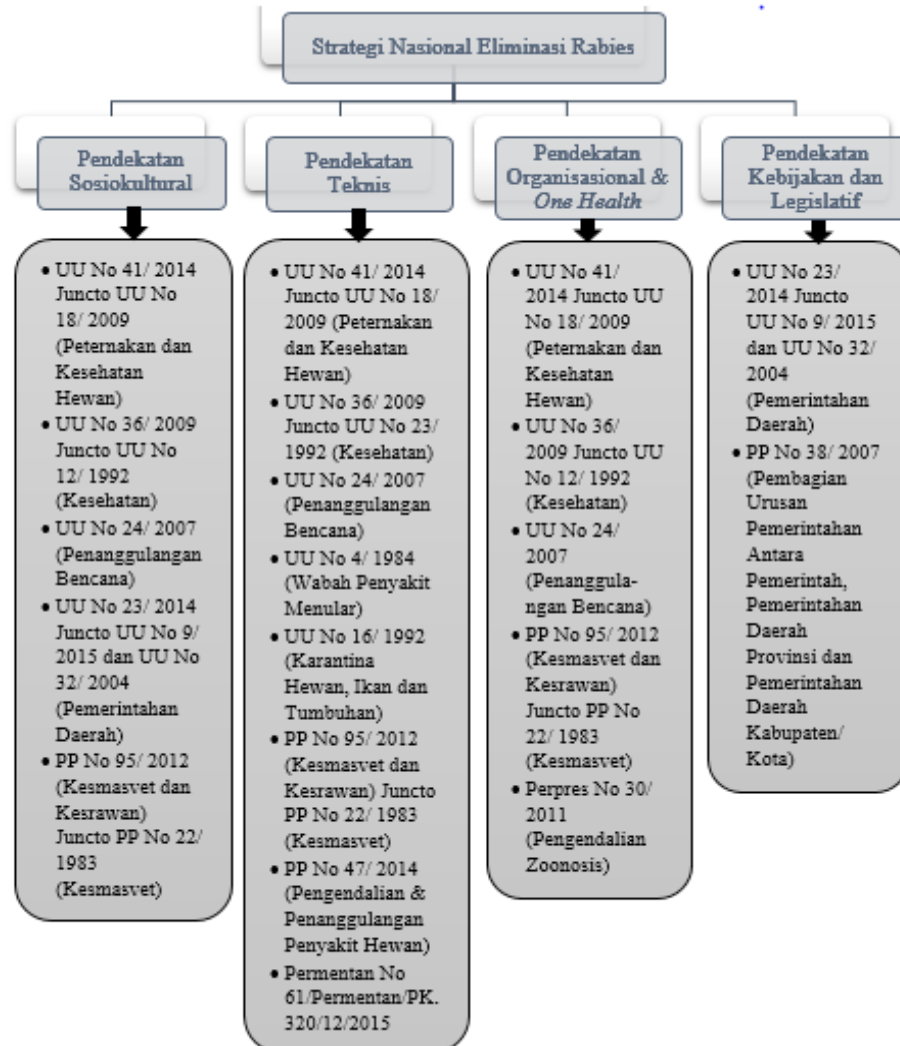 Strategi Nasional Eliminasi Rabies
Pendekatan
Sosiokultural
UU No 41/ 2014
Juncto UU No
18/ 2009
(Peternakan dan
Kesehatan
Hewan)
UU No 36/ 2009
Juncto UU No
12/ 1992
(Kesehatan)
UU No 24/ 2007
(Penanggulangan
Bencana)
UU No 23/ 2014
Juncto UU No 9/
2015 dan UU No
32/ 2004
(Pemerintahan
Daerah)
PP No 95/ 2012
(Kesmasvet dan
Kesrawan)
Juncto PP No 22/
1983
(Kesmasvet)
Pendekatan
Teknis
UU No 41/ 2014
Juncto UU No 18/
2009 (Peternakan
dan Kesehatan
Hewan)
UU No 36/ 2009
Juncto UU No 23/
1992 (Kesehatan)
UU No 24/ 2007
(Penanggulangan
Bencana)
UU No 4/ 1984
(Wabah Penyakit
Menular)
UU No 16/ 1992
(Karantina
Hewan, Ikan dan
Tumbuhan)
PP No 95/ 2012
(Kesmasvet dan
Kesrawan) Juncto
PP No 22/ 1983
(Kesmasvet)
PP No 47/ 2014
(Pengendalian &
Penanggulangan
Penyakit Hewan)
Permentan No
61/Permentan/PK.
320/12/2015
Pendekatan
Organisasional &
One Health
UU No 41/
2014 Juncto UU
No 18/ 2009
(Peternakan dan
Kesehatan
Hewan)
UU No 36/
2009 Juncto UU
No 12/ 1992
(Kesehatan)
UU No 24/
2007
(Penanggula-
ngan Bencana)
PP No 95/ 2012
(Kesmasvet dan
Kesrawan)
Juncto PP No
22/ 1983
(Kesmasvet)
Perpres No 30/
2011
(Pengendalian
Zoonosis)
Pendekatan
Kebijakan dan
Legislatif
UU No 23/
2014 Juncto
UU No 9/ 2015
dan UU No 32/
2004
(Pemerintahan
Daerah)
PP No 38/ 2007
(Pembagian
Urusan
Pemerintahan
Antara
Pemerintah,
Pemerintahan
Daerah
Provinsi dan
Pemerintahan
Daerah
Kabupaten/
Kota)